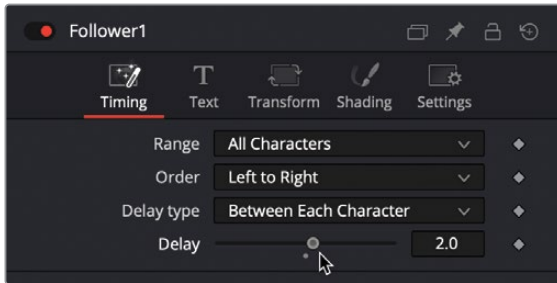 Follower1
Timing Text Transform Shading Settings
Range All Characters
Order Left to Right
Delay type Between Each Character
Delay 2.0